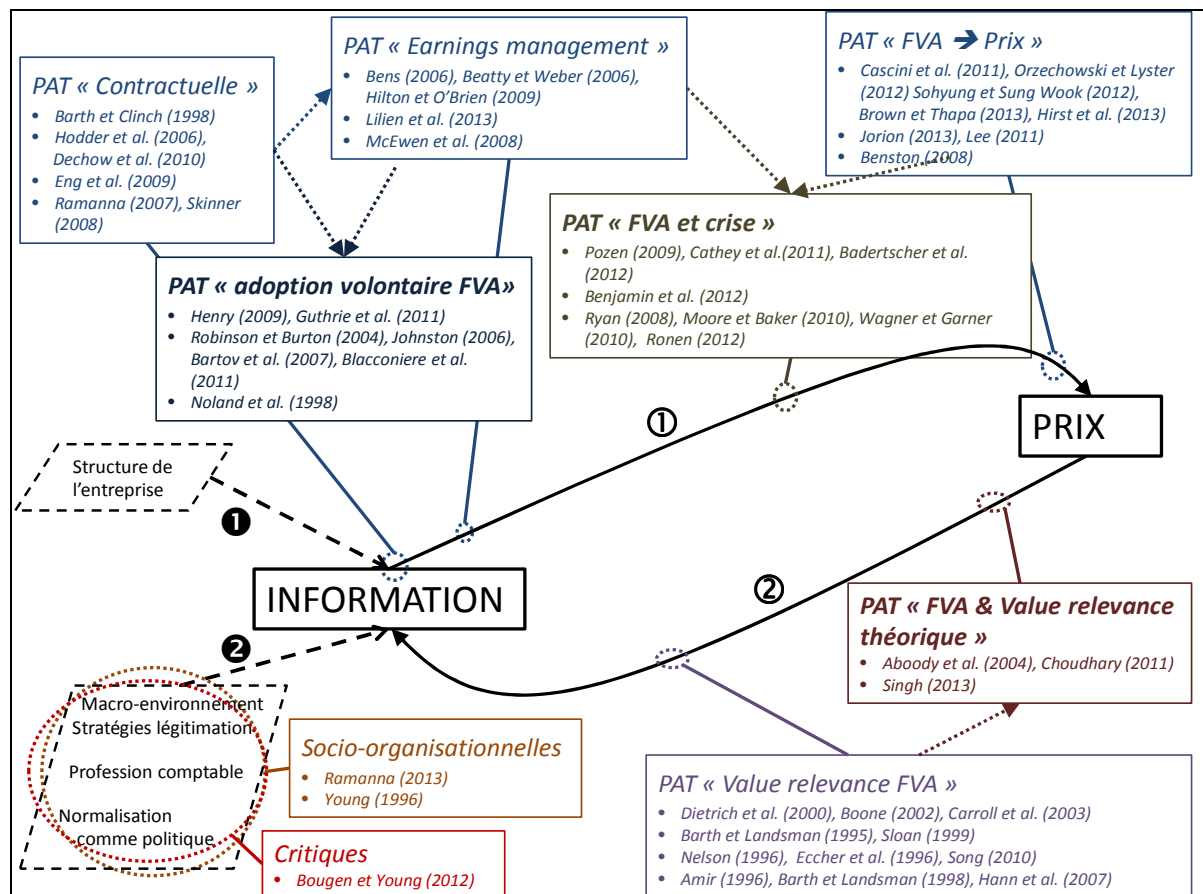 PAT « Contractuelle »
• Barth et Clinch (1998)
• Hodder et al. (2006),
Dechow et al. (2010)
• Eng et al. (2009)
• Ramanna (2007), Skinner
(2008)
PAT « Earnings management »
• Bens (2006), Beatty et Weber (2006),
Hilton et O’Brien (2009)
• Lilien et al. (2013)
• McEwen et al. (2008)
PAT « FVA ➔ Prix »
• Cascini et al. (2011), Orzechowski et Lyster
(2012) Sohyung et Sung Wook (2012),
Brown et Thapa (2013), Hirst et al. (2013)
• Jorion (2013), Lee (2011)
• Benston (2008)
PAT « adoption volontaire FVA»
• Henry (2009), Guthrie et al. (2011)
• Robinson et Burton (2004), Johnston (2006),
Bartov et al. (2007), Blacconiere et al.
(2011)
• Noland et al. (1998)
PAT « FVA et crise »
• Pozen (2009), Cathey et al.(2011), Badertscher et al.
(2012)
• Benjamin et al. (2012)
• Ryan (2008), Moore et Baker (2010), Wagner et Garner
(2010), Ronen (2012)
①
PRIX
Structure de
l’entreprise
❶
INFORMATION
②
❷
PAT « FVA & Value relevance
théorique »
• Aboody et al. (2004), Choudhary (2011)
• Singh (2013)
Macro-environnement
Stratégies légitimation
Profession comptable
Normalisation
comme politique
Socio-organisationnelles
• Ramanna (2013)
• Young (1996)
Critiques
• Bougen et Young (2012)
PAT « Value relevance FVA »
• Dietrich et al. (2000), Boone (2002), Carroll et al. (2003)
• Barth et Landsman (1995), Sloan (1999)
• Nelson (1996), Eccher et al. (1996), Song (2010)
• Amir (1996), Barth et Landsman (1998), Hann et al. (2007)